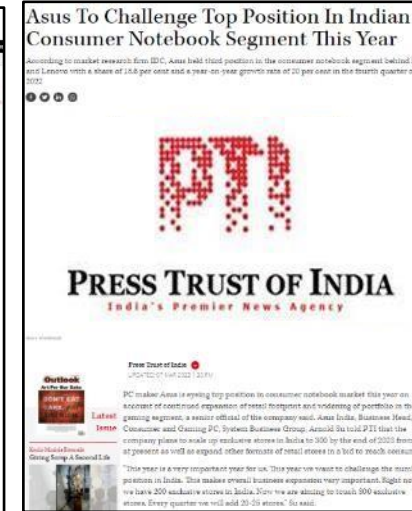 Asus To Challenge Top Position In Indian
Consumer Notebook Segment This Year
According to market research firm IDC, Asus held third position in the consumer notebook segment behind
and Lenovo with a share of per cent and a year-on-year growth rate of 20 per cent in the fourth quarter
2022
PTI
PRESS TRUST OF INDIA
India's Premier News Agency
Press Trust of India
Outlook
Latest
Issue
Giving Scrap A Second Life
PC maker Asus is eyeing top position in consumer notebook market this year on
account of continued expansion of retail footprint and widening of portfolio in the
gaming segment, a senior official of the company said. Asus India, Business Head,
Consumer and Gaming PC, System Business Group, Arnold Su told PTI that the
company plans to scale up exclusive stores in India to 300 by the end of 2023 from
at present as well as expand other formats of retail stores in a bid to reach
"This year is a very important year for us. This year we want to challenge the
position in India. This makes overall business expansion very important. Right
we have 200 exclusive stores in India. Now we are aiming to touch 300 exclusive
stores. Every quarter we will add 20-25 stores," Su said.